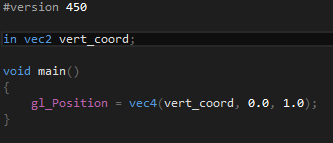 #version 450
in vec2 vert_coord;
void main()
{
    gl_Position = vec4(vert_coord, 0.0, 1.0);
}